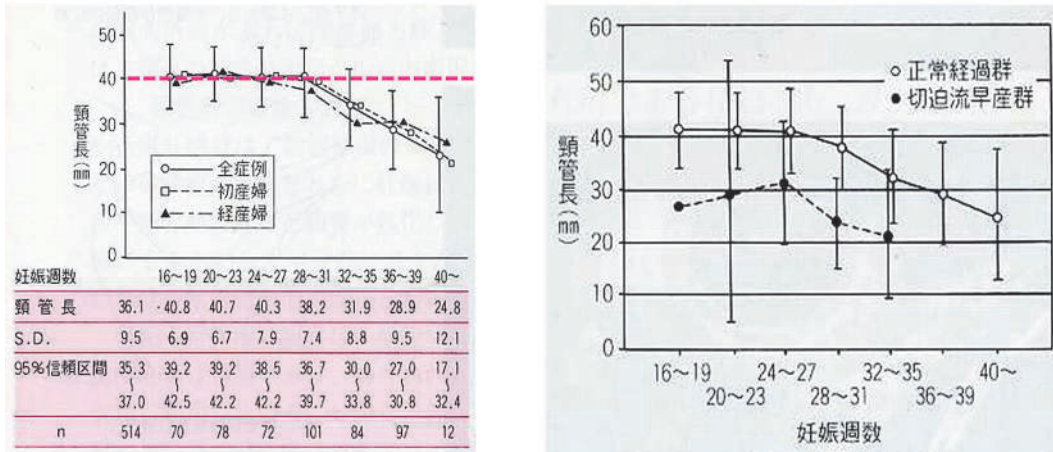 50
40
30
20
10
0
頸管長(mm)
全症例
初産婦
経産婦
妊娠週数 16~19 20~23 24~27 28~31 32~35 36~39 40~
頸管長 36.1 40.8 40.7 40.3 38.2 31.9 28.9 24.8
S.D. 9.5 6.9 6.7 7.9 7.4 8.8 9.5 12.1
95%信頼区間 35.3 39.2 39.2 38.5 36.7 30.0 27.0 17.1
~ ~ ~ ~ ~ ~ ~ ~
37.0 42.5 42.2 42.2 39.7 33.8 30.8 32.4
n 514 70 78 72 101 84 97 12
60
50
40
30
20
10
0
頸管長(mm)
正常経過群
切迫流早産群
16~19 24~27 32~35 40~
20~23 28~31 36~39
妊娠週数